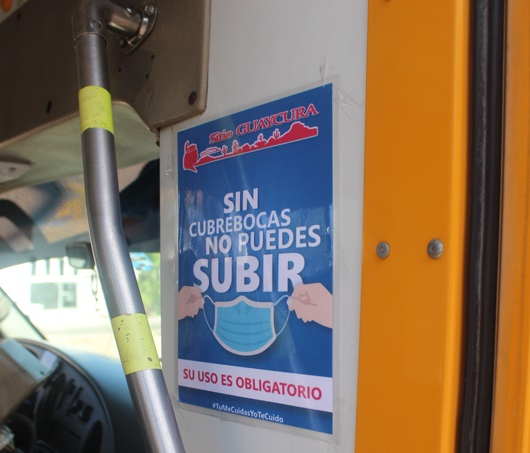 Sitio GUAYCURA
SIN
CUBREBOCAS
NO PUEDES
SUBIR
SU USO ES OBLIGATORIO
#TuMeCuidasYoTeCuido